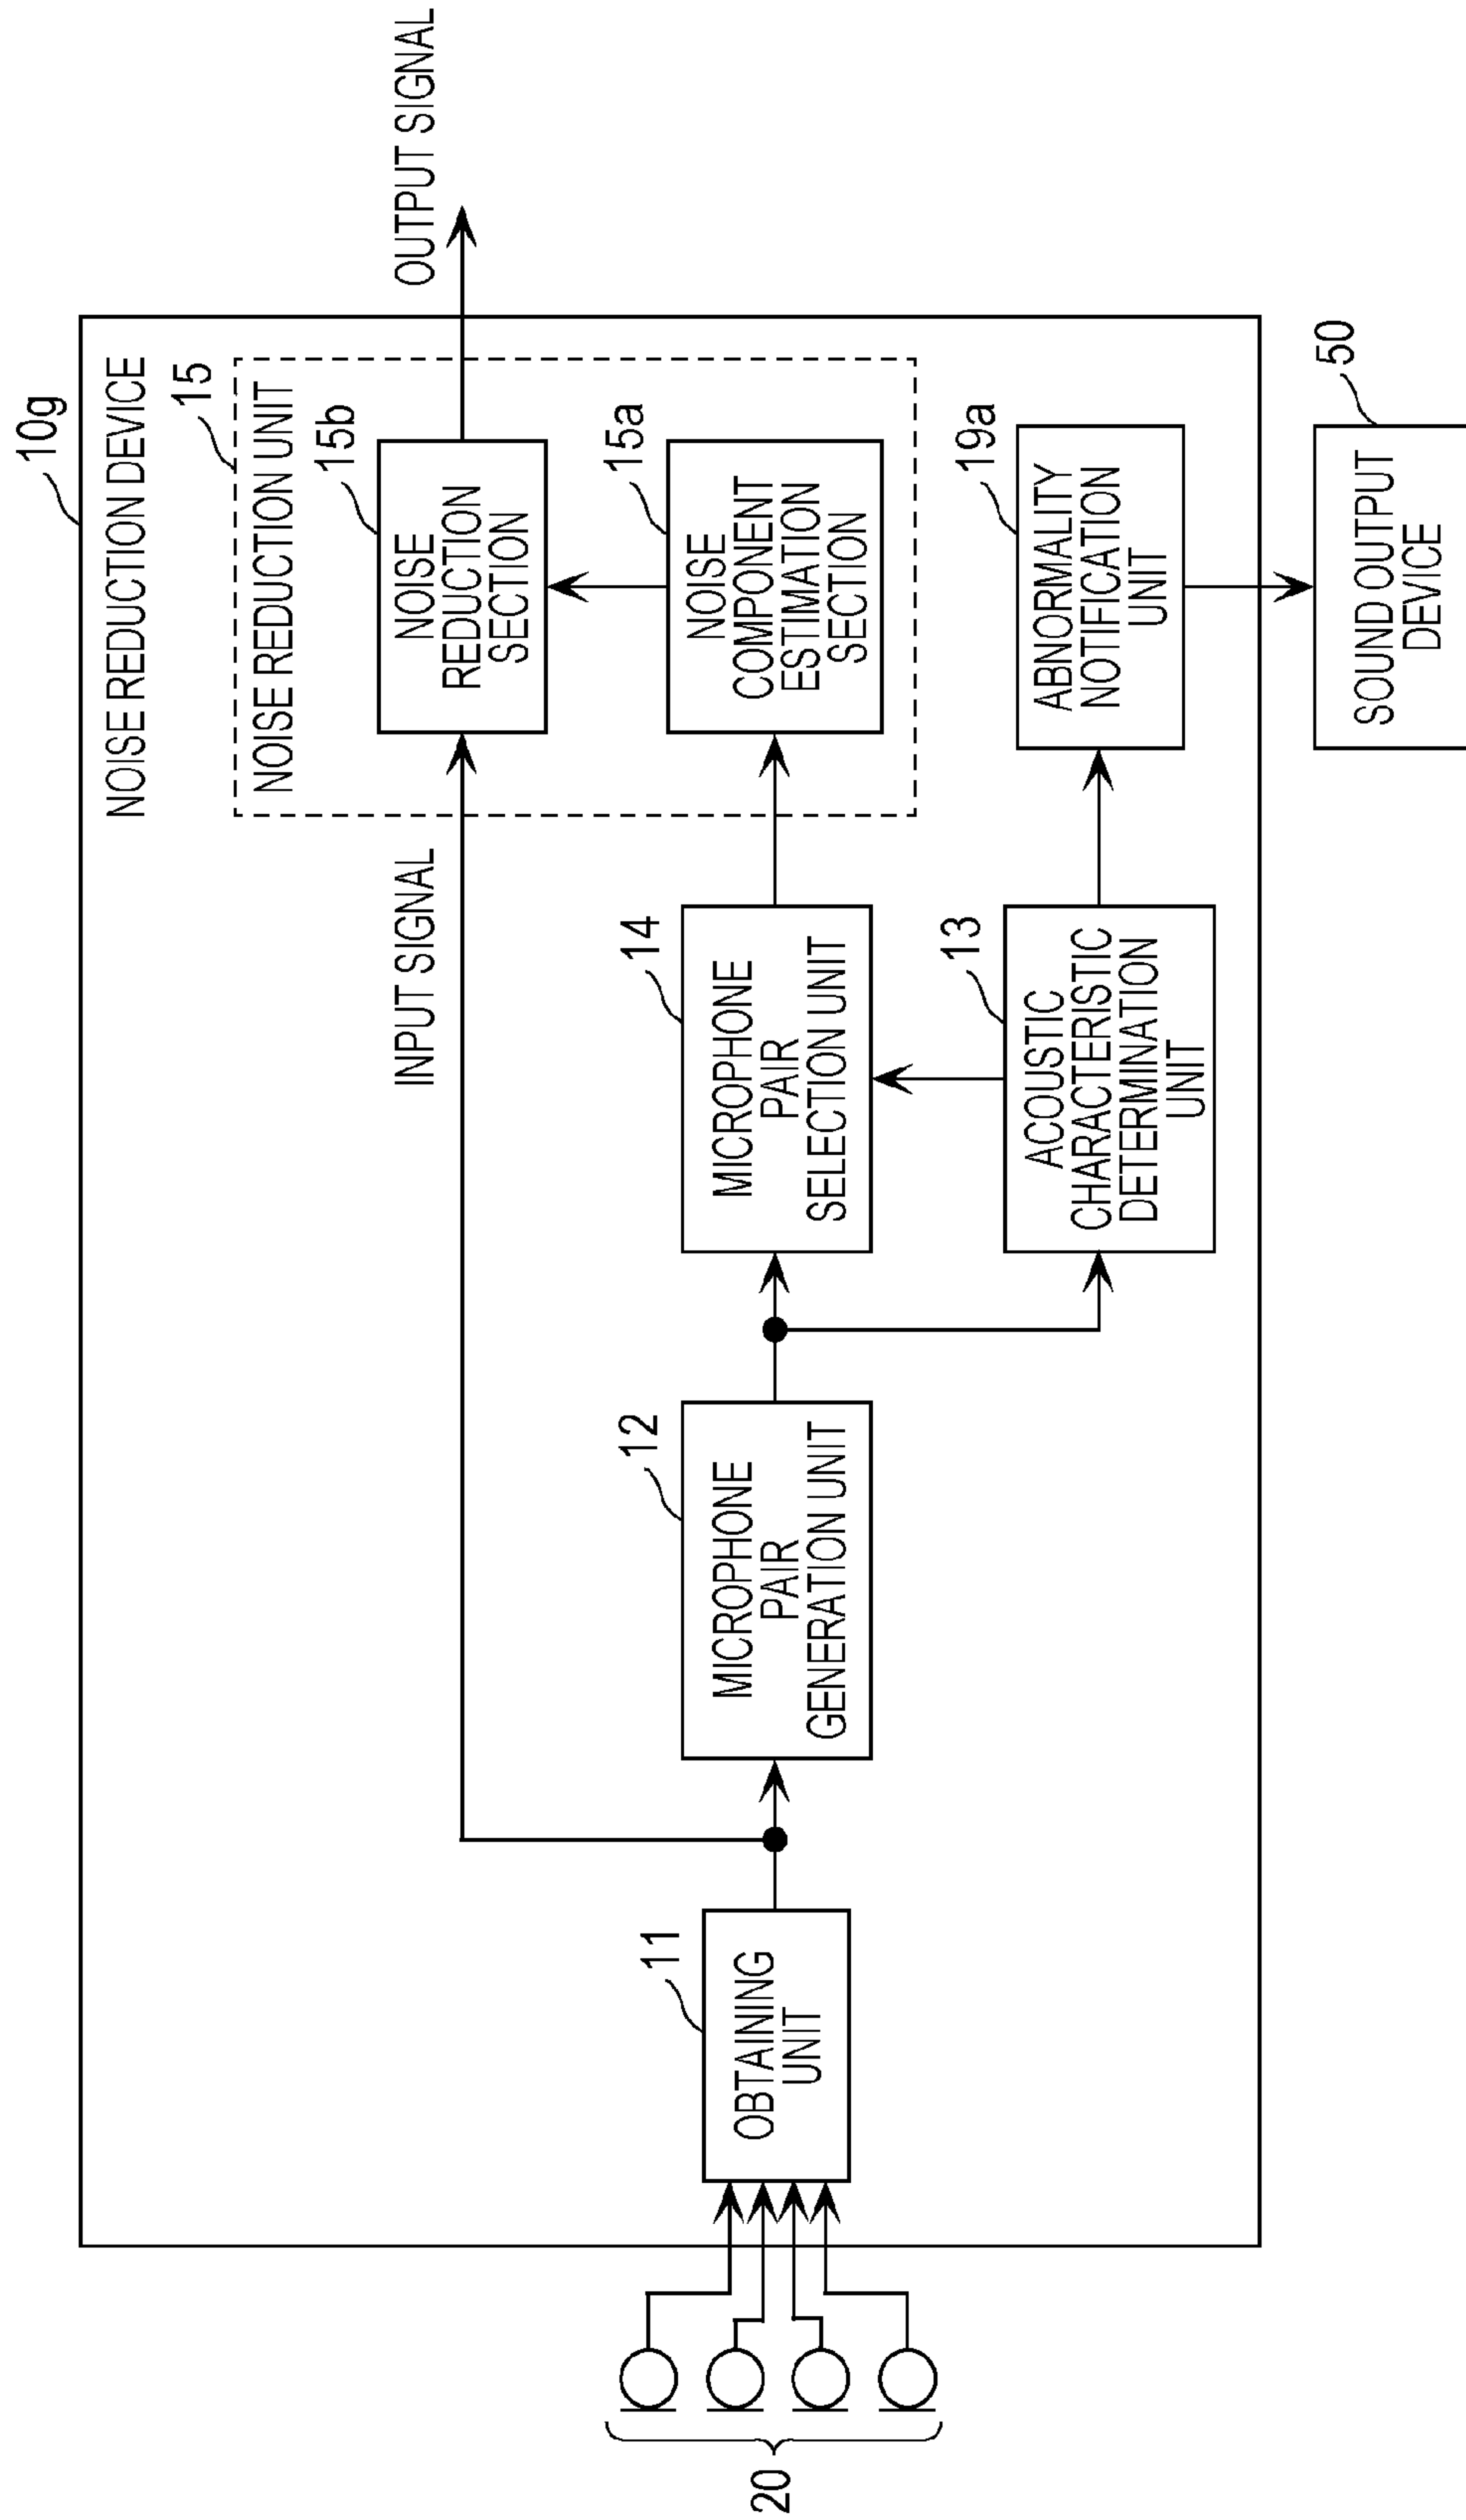 10g
NOISE REDUCTION DEVICE
15
NOISE REDUCTION UNIT
INPUT SIGNAL
15b
NOISE
REDUCTION
SECTION
OUTPUT SIGNAL
20
11
OBTAINING
UNIT
12
MICROPHONE
PAIR
GENERATION UNIT
14
MICROPHONE
PAIR
SELECTION UNIT
15a
NOISE
COMPONENT
ESTIMATION
SECTION
13
ACOUSTIC
CHARACTERISTIC
DETERMINATION
UNIT
19a
ABNORMALITY
NOTIFICATION
UNIT
50
SOUND OUTPUT
DEVICE